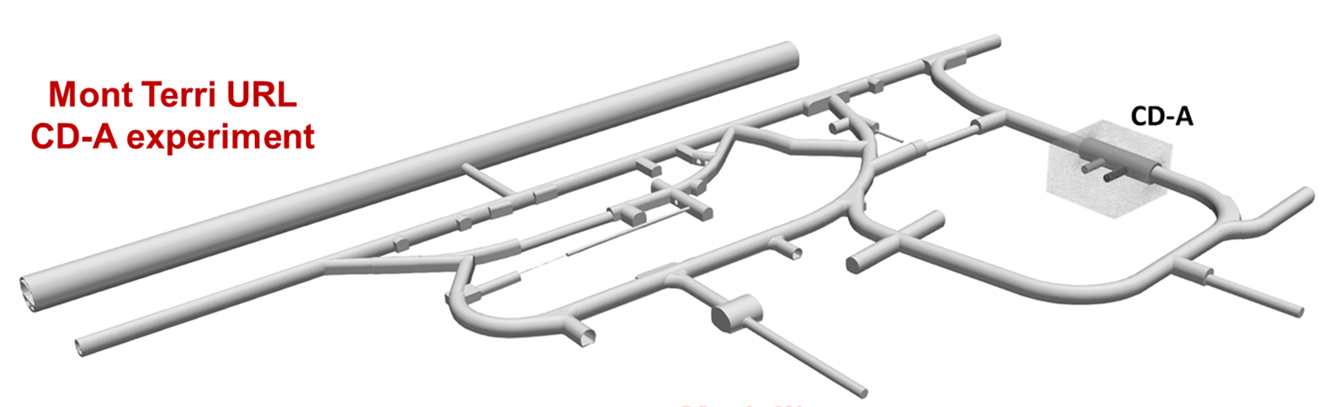 Mont Terri URL
CD-A experiment
CD-A